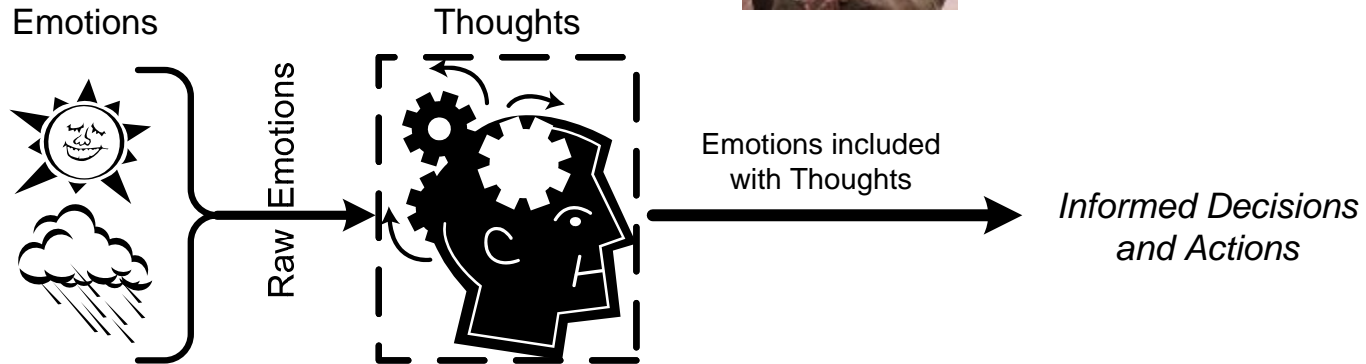 Emotions
Thoughts
Raw Emotions
Emotions included
with Thoughts
Informed Decisions
and Actions